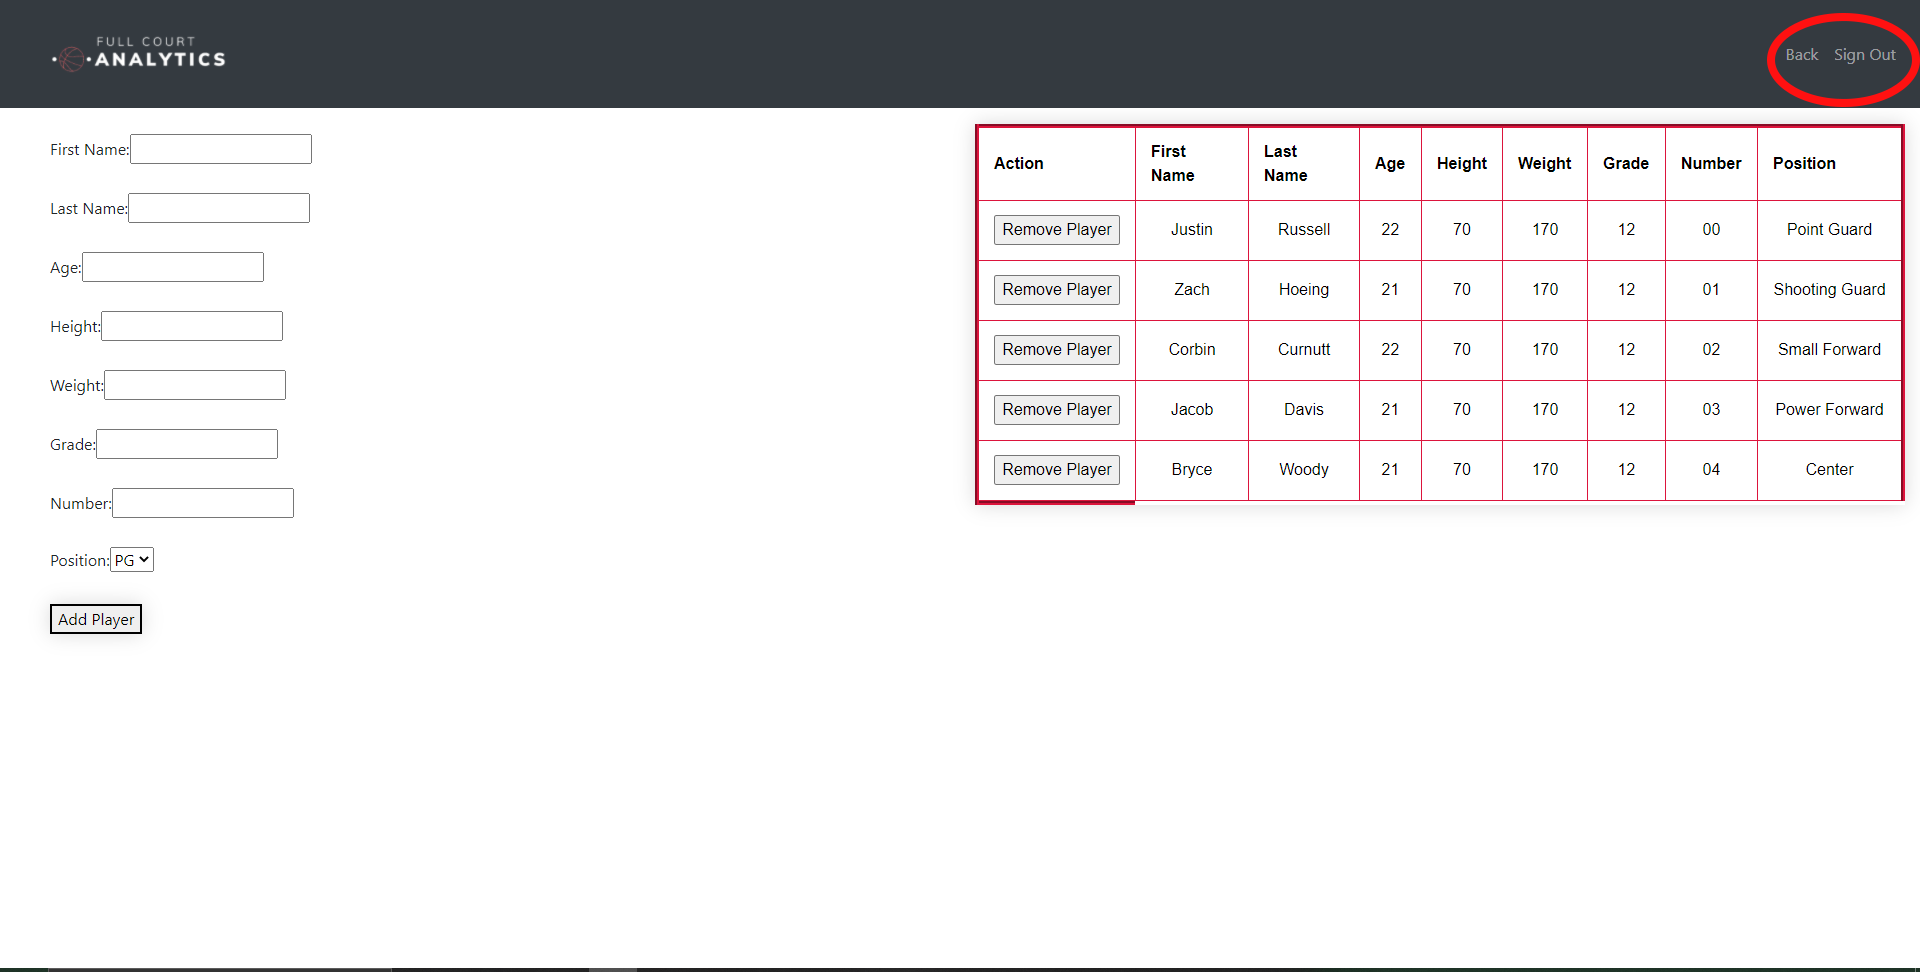 FULL COURT
ANALYTICS
Back Sign Out
First Name:
Last Name:
Age:
Height:
Weight:
Grade:
Number:
Position: PG
Add Player
Action First Name Last Name Age Height Weight Grade Number Position
Remove Player Justin Russell 22 70 170 12 00 Point Guard
Remove Player Zach Hoeing 21 70 170 12 01 Shooting Guard
Remove Player Corbin Curnutt 22 70 170 12 02 Small Forward
Remove Player Jacob Davis 21 70 170 12 03 Power Forward
Remove Player Bryce Woody 21 70 170 12 04 Center